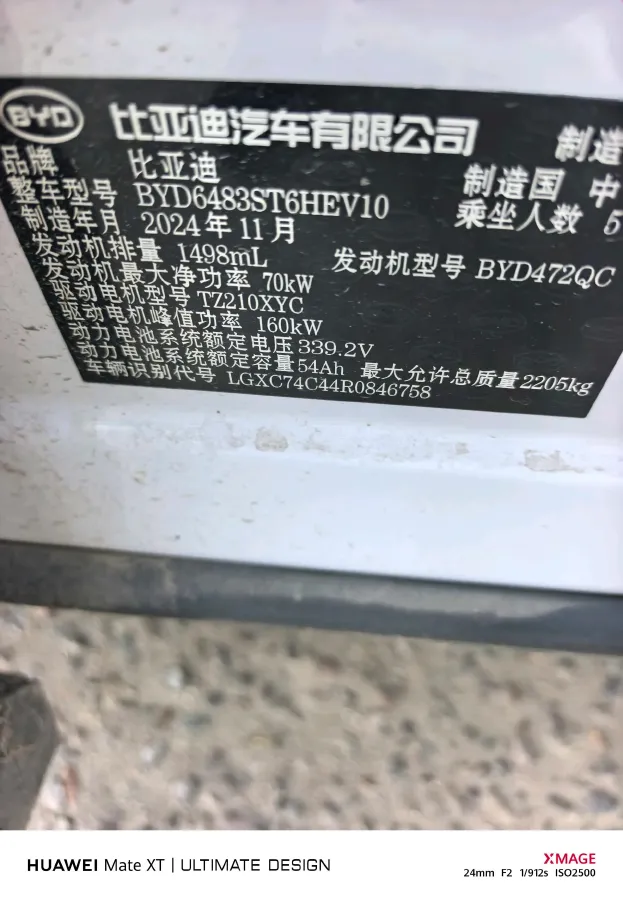 BYD 比亚迪汽车有限公司 制造
品牌 比亚迪 制造国 中
整车型号 BYD6483ST6HEV10 乘坐人数 5
制造年月 2024年11月
发动机排量 1498mL 发动机型号 BYD472QC
发动机最大净功率 70kW
驱动电机型号 TZ210XYC
驱动电机峰值功率 160kW
动力电池系统额定电压 339.2V
动力电池系统额定容量 54Ah 最大允许总质量 2205kg
车辆识别代号 LGXC74C44R0846758
HUAWEI Mate XT | ULTIMATE DESIGN
XMAGE
24mm F2 1/912s ISO2500